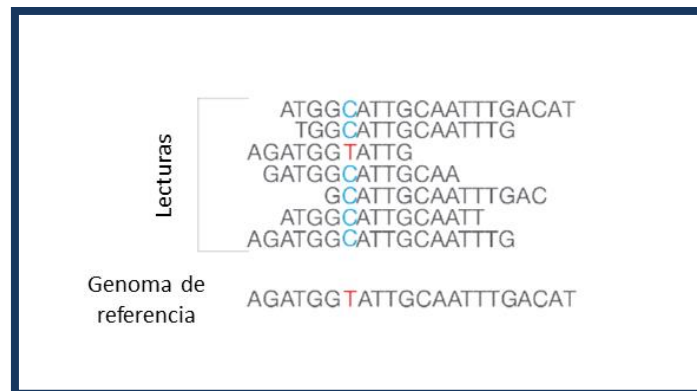 Lecturas
ATGGCATTGCAATTTGACAT
TGGCATTGCAATTTG
AGATGGTATTG
GATGGCATTGCAA
GCATTGCAATTTGAC
ATGGCATTGCAATT
AGATGGCATTGCAATTTG
Genoma de
referencia
AGATGGTATTGCAATTTGACAT